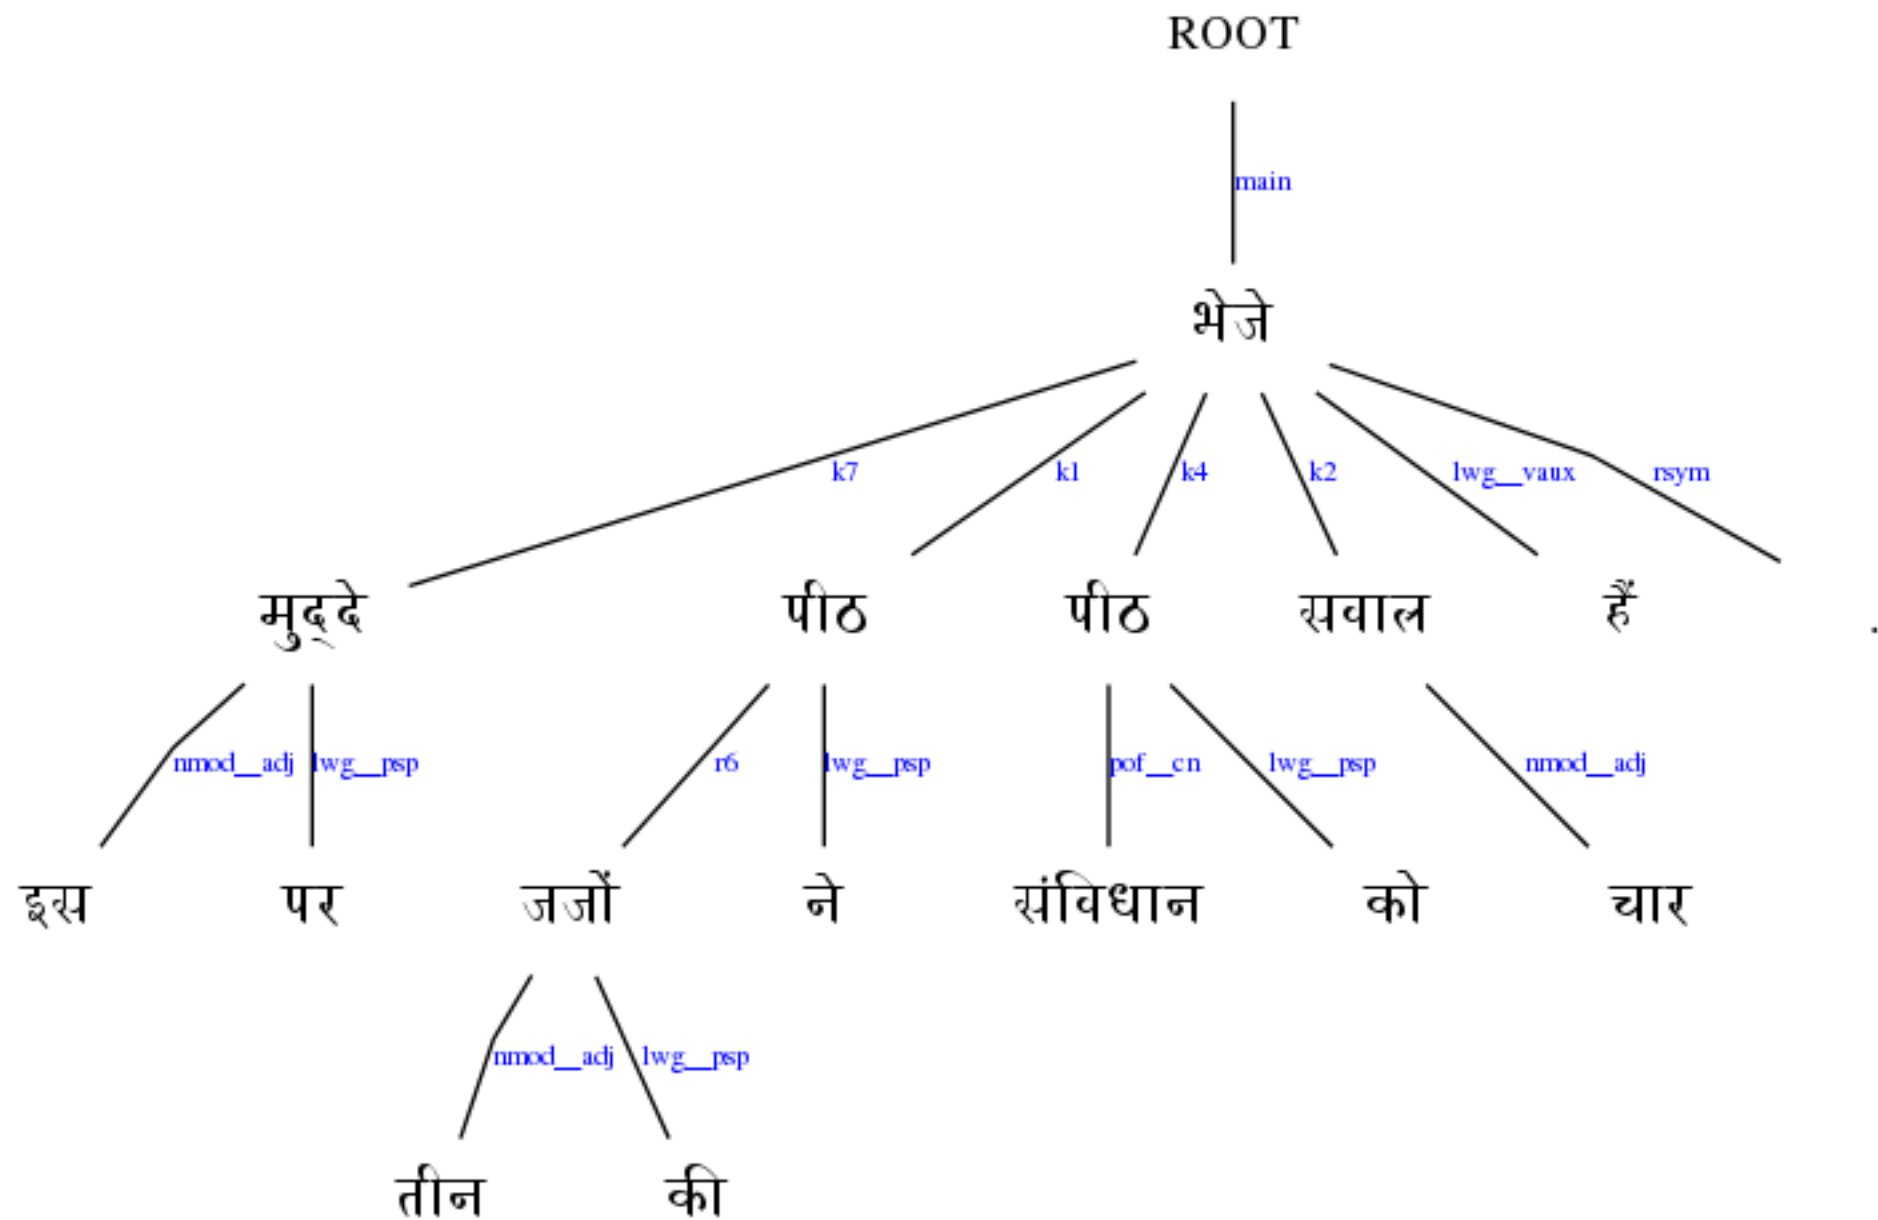 ROOT
main
भेजे
k7 k1 k4 k2 lwg__vaux rsym
मुद्दे पीठ पीठ सवाल हैं .
nmod__adj lwg__psp r6 lwg__psp pof__cn lwg__psp nmod__adj
इस पर जजों ने संविधान को चार
nmod__adj lwg__psp
तीन की